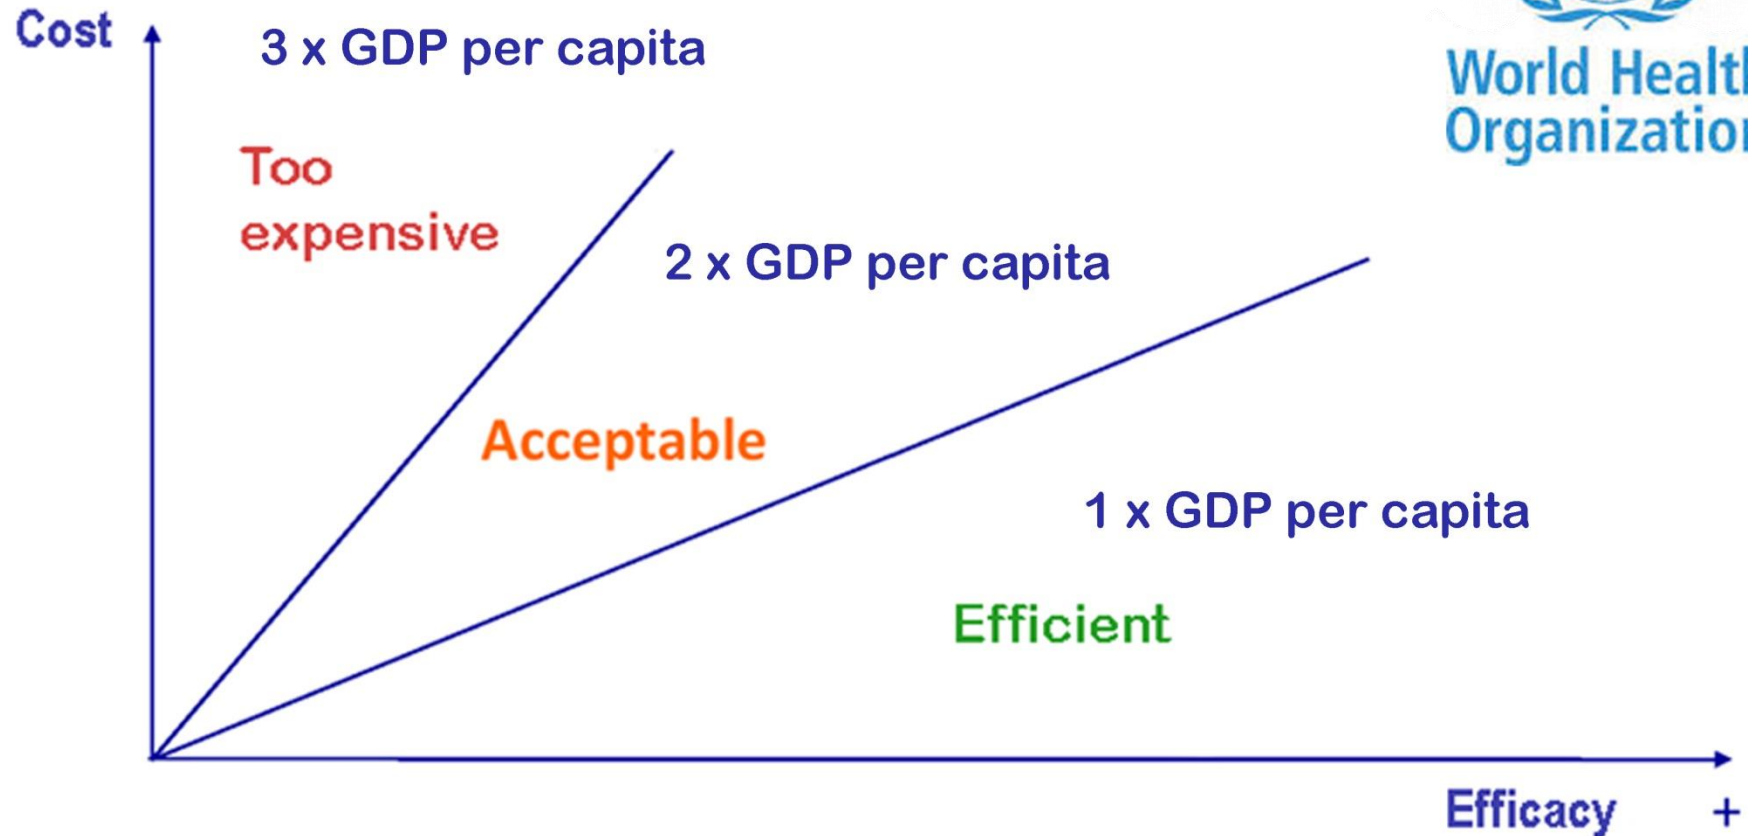 Cost
3 x GDP per capita
World Healt
Organizatio
Too
expensive
2 x GDP per capita
Acceptable
1 x GDP per capita
Efficient
Efficacy +